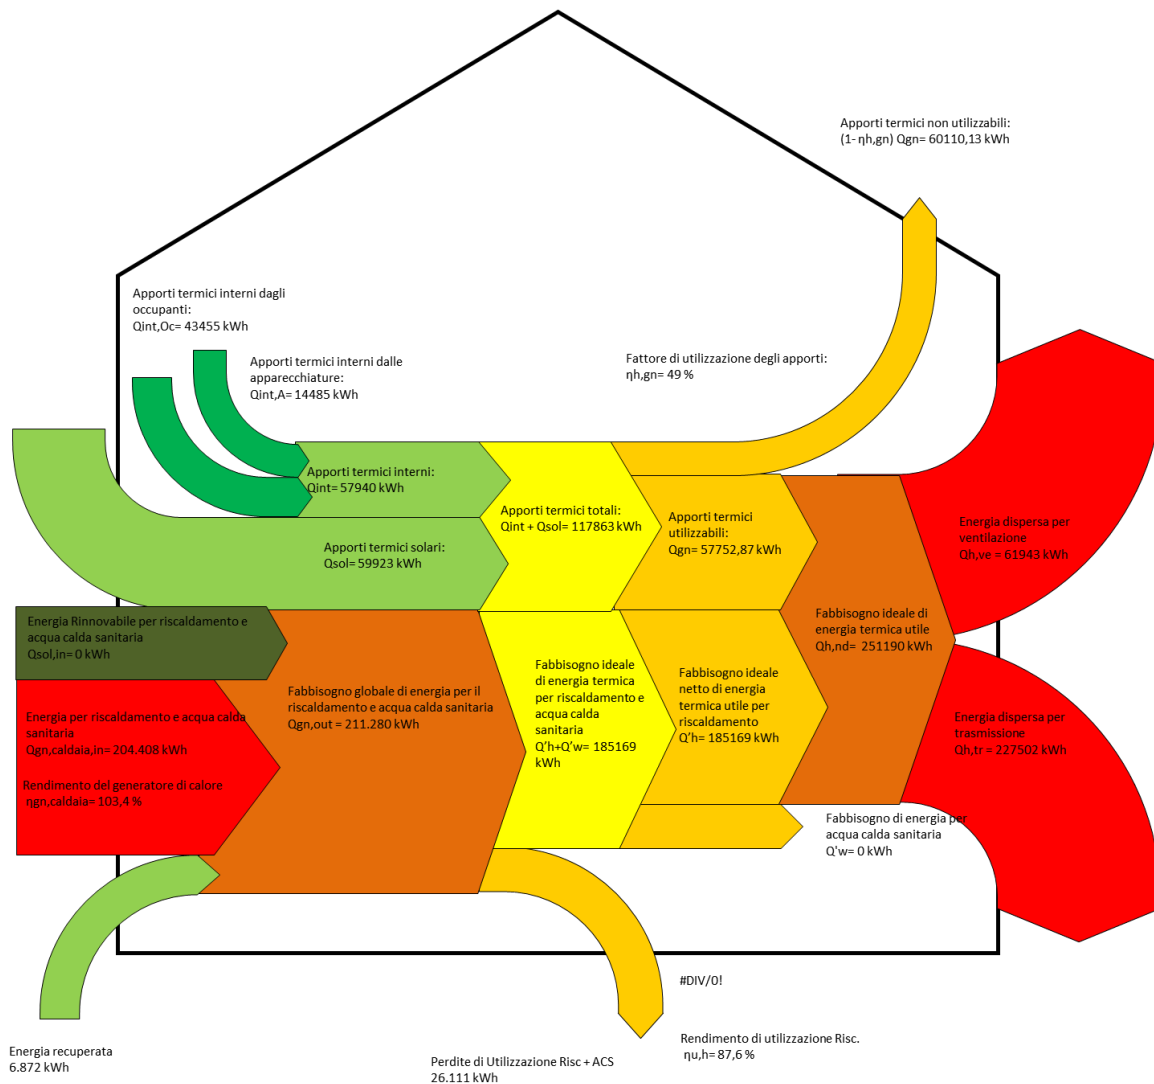 Apporti termici non utilizzabili:
(1- ηh,gn) Qgn= 60110,13 kWh
Apporti termici interni dagli
occupanti:
Qint,Oc= 43455 kWh
Apporti termici interni dalle
apparecchiature:
Qint,A= 14485 kWh
Fattore di utilizzazione degli apporti:
ηh,gn= 49 %
Apporti termici interni:
Qint= 57940 kWh
Apporti termici totali:
Qint + Qsol= 117863 kWh
Apporti termici
utilizzabili:
Qgn= 57752,87 kWh
Energia dispersa per
ventilazione
Qh,ve = 61943 kWh
Apporti termici solari:
Qsol= 59923 kWh
Energia Rinnovabile per riscaldamento e
acqua calda sanitaria
Qsol,in= 0 kWh
Fabbisogno ideale di
energia termica utile
Qh,nd=  251190 kWh
Fabbisogno globale di energia per il
riscaldamento e acqua calda sanitaria
Qgn,out = 211.280 kWh
Fabbisogno ideale
di energia termica
per riscaldamento e
acqua calda
sanitaria
Q'h+Q'w= 185169
kWh
Fabbisogno ideale
netto di energia
termica utile per
riscaldamento
Q'h= 185169 kWh
Energia per riscaldamento e acqua calda
sanitaria
Qgn,caldaia,in= 204.408 kWh
Rendimento del generatore di calore
ηgn,caldaia= 103,4 %
Energia dispersa per
trasmissione
Qh,tr = 227502 kWh
Fabbisogno di energia per
acqua calda sanitaria
Q'w= 0 kWh
#DIV/0!
Rendimento di utilizzazione Risc.
ηu,h= 87,6 %
Energia recuperata
6.872 kWh
Perdite di Utilizzazione Risc + ACS
26.111 kWh